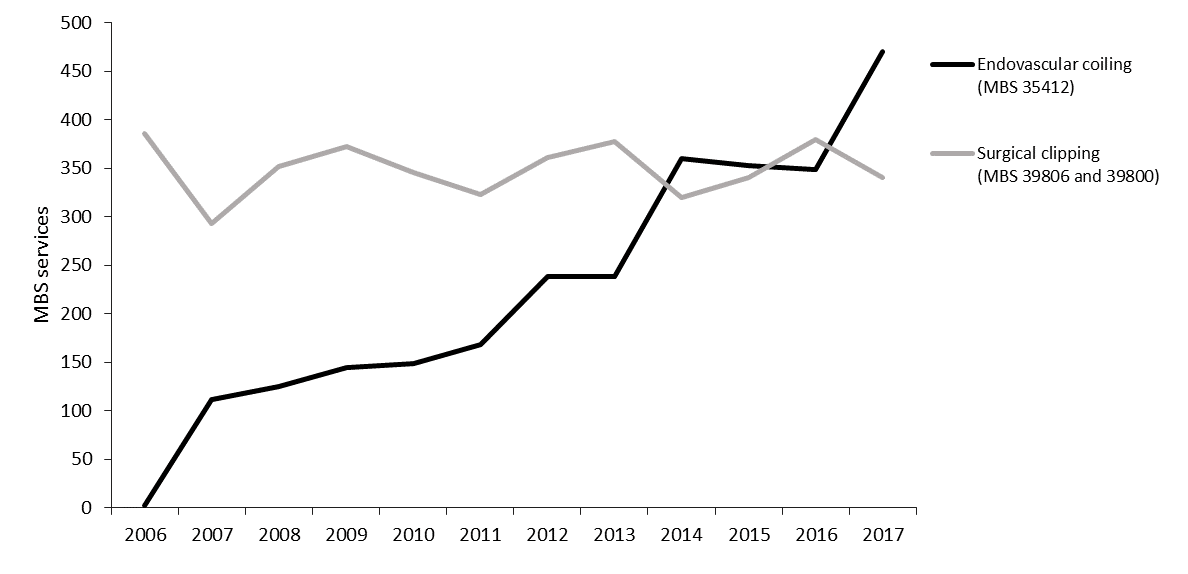 500
450
400
350
300
250
200
150
100
50
0
MBS services
2006 2007 2008 2009 2010 2011 2012 2013 2014 2015 2016 2017
Endovascular coiling
(MBS 35412)
Surgical clipping
(MBS 39806 and 39800)